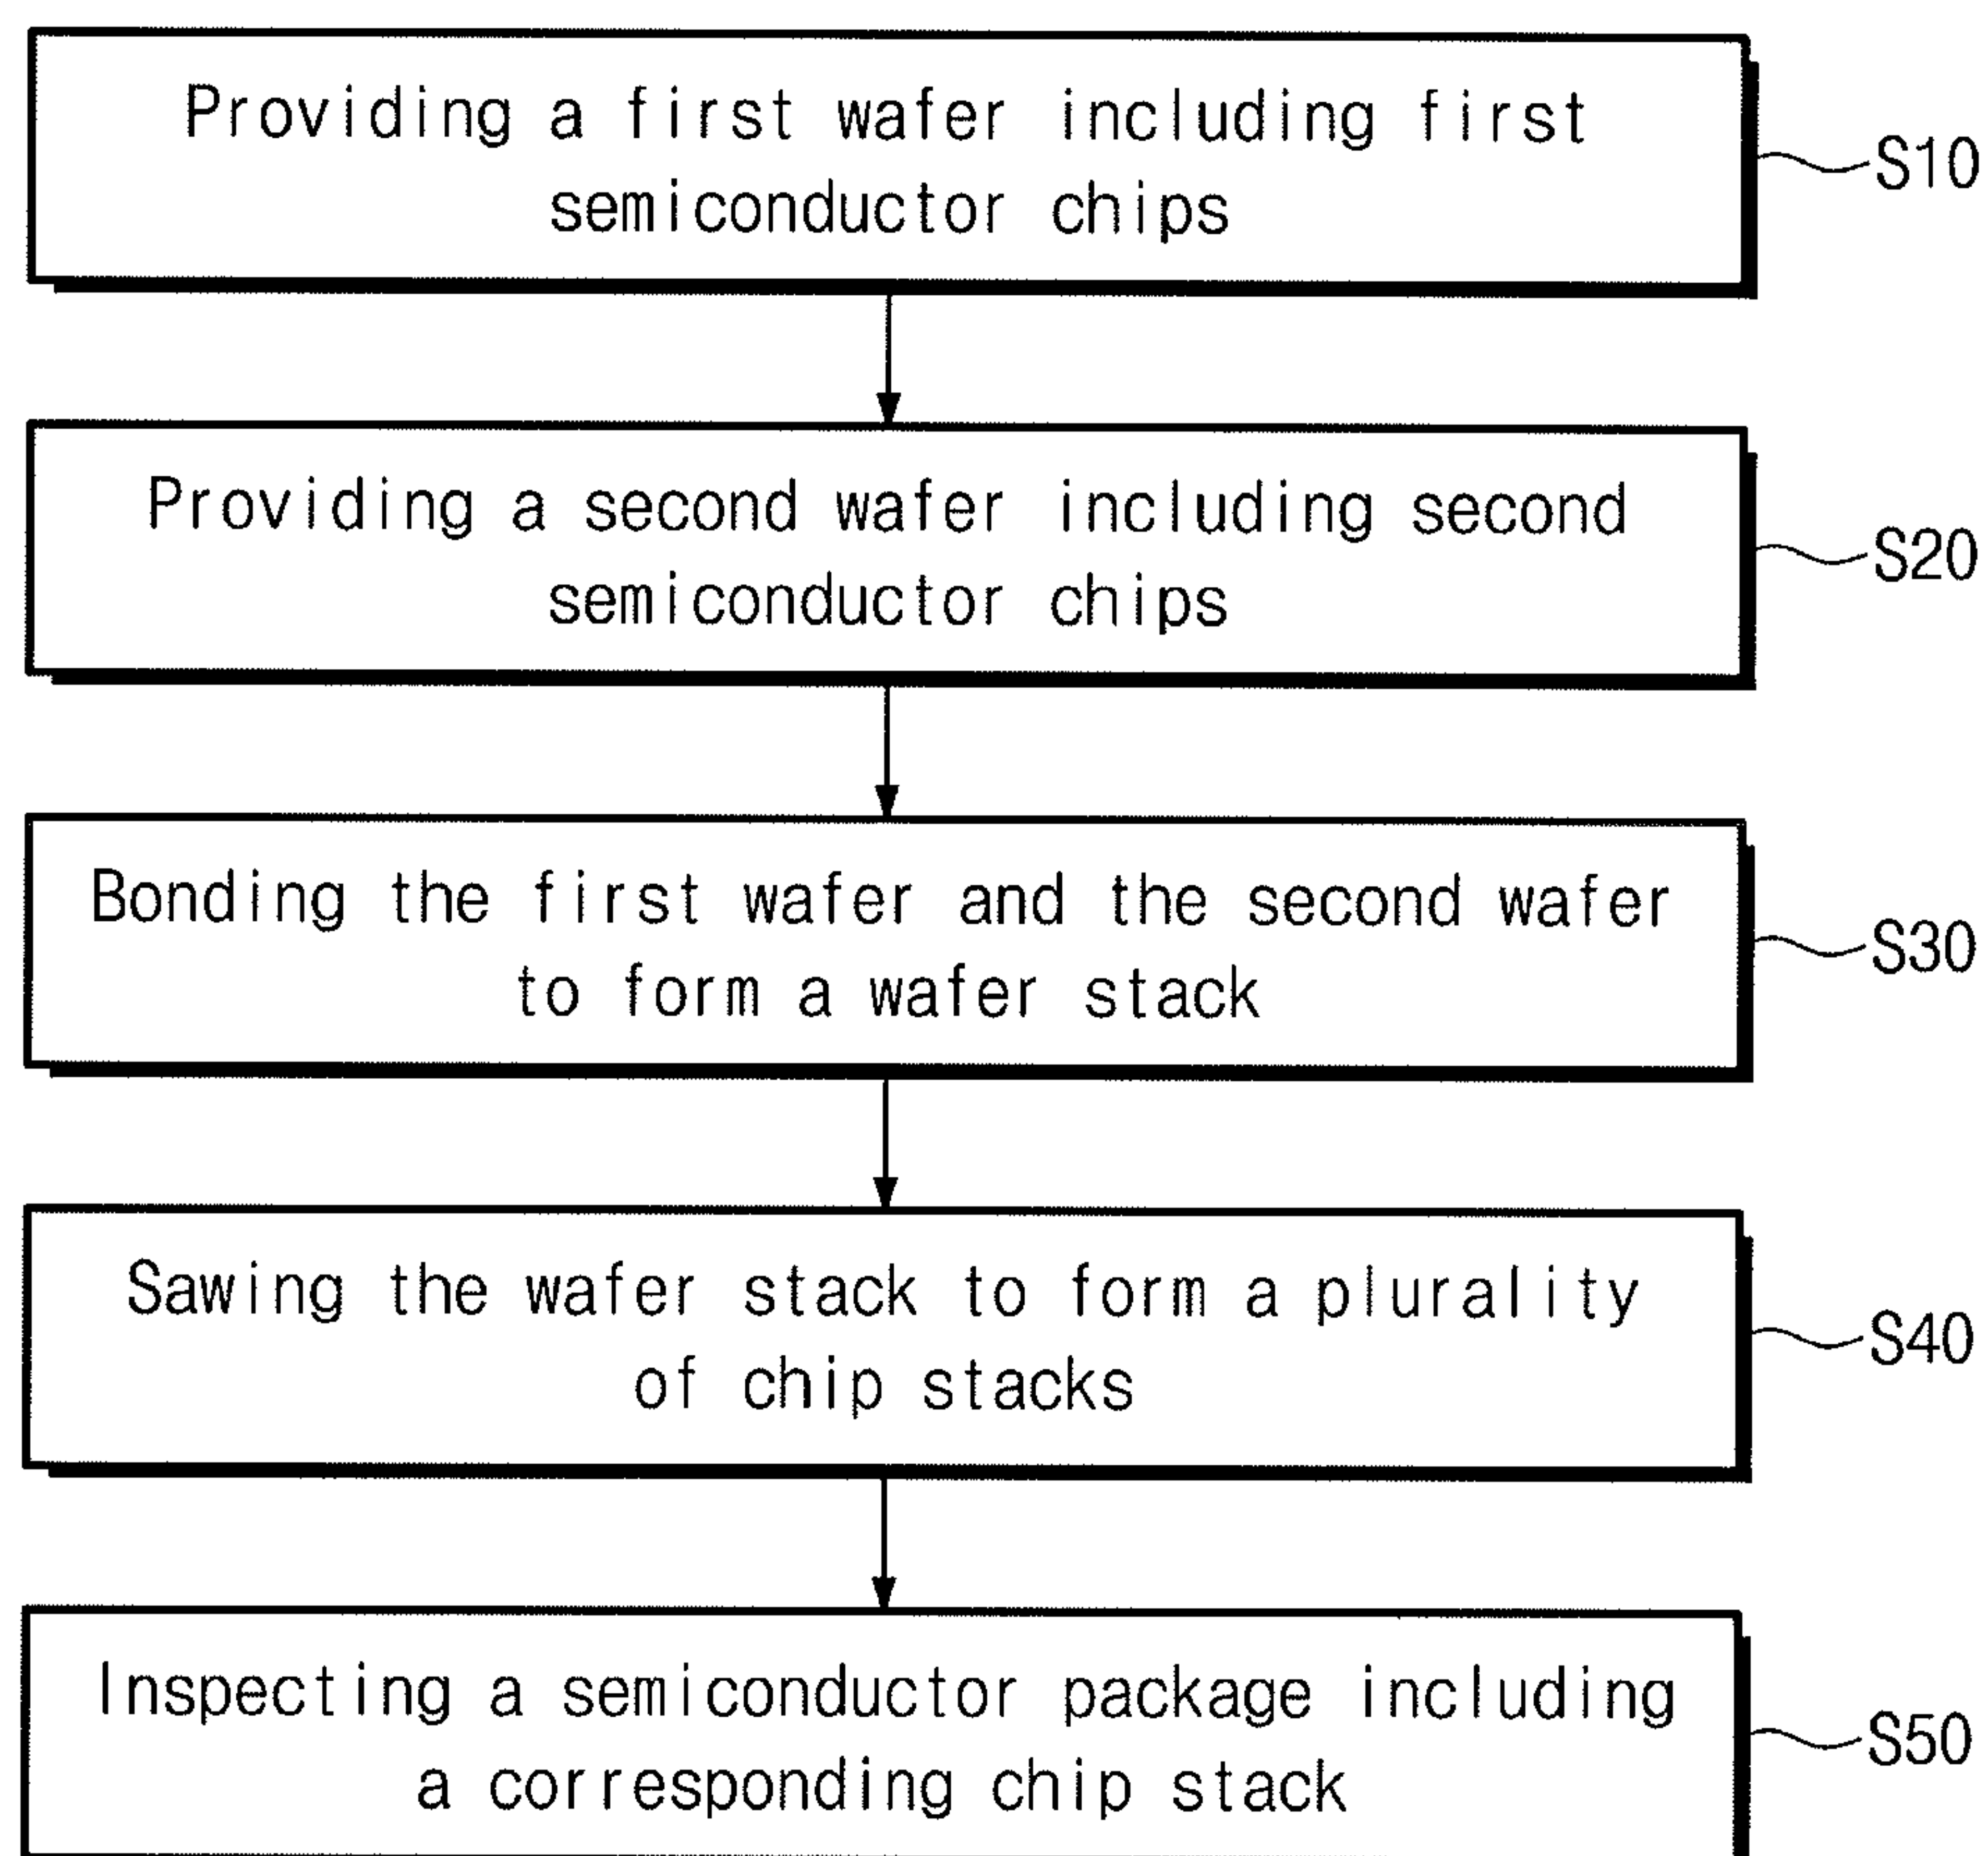 Providing a first wafer including first
semiconductor chips
S10
Providing a second wafer including second
semiconductor chips
S20
Bonding the first wafer and the second wafer
to form a wafer stack
S30
Sawing the wafer stack to form a plurality
of chip stacks
S40
Inspecting a semiconductor package including
a corresponding chip stack
S50